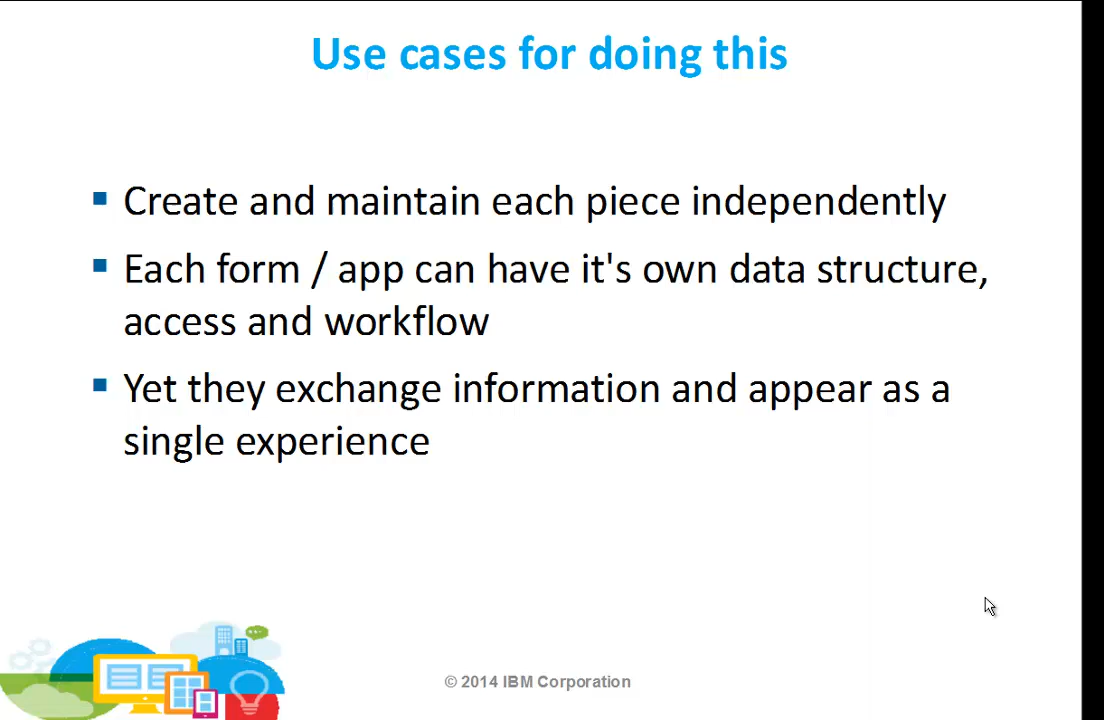 Use cases for doing this
Create and maintain each piece independently
Each form / app can have it's own data structure,
access and workflow
Yet they exchange information and appear as a
single experience
© 2014 IBM Corporation